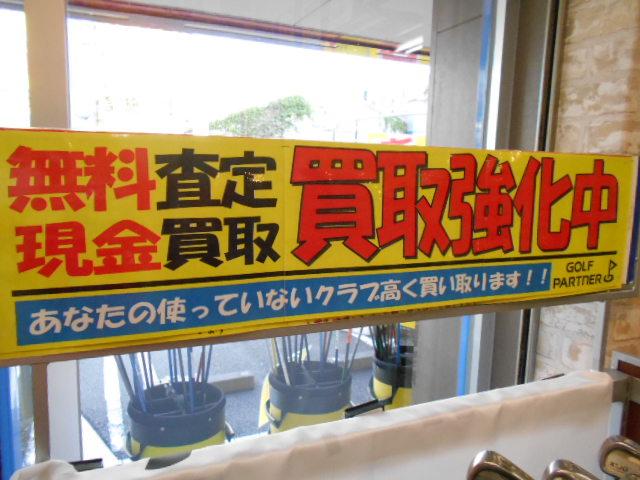 無料査定
現金買取
買取強化中
あなたの使っていないクラブ高く買い取ります！！
GOLF
PARTNER